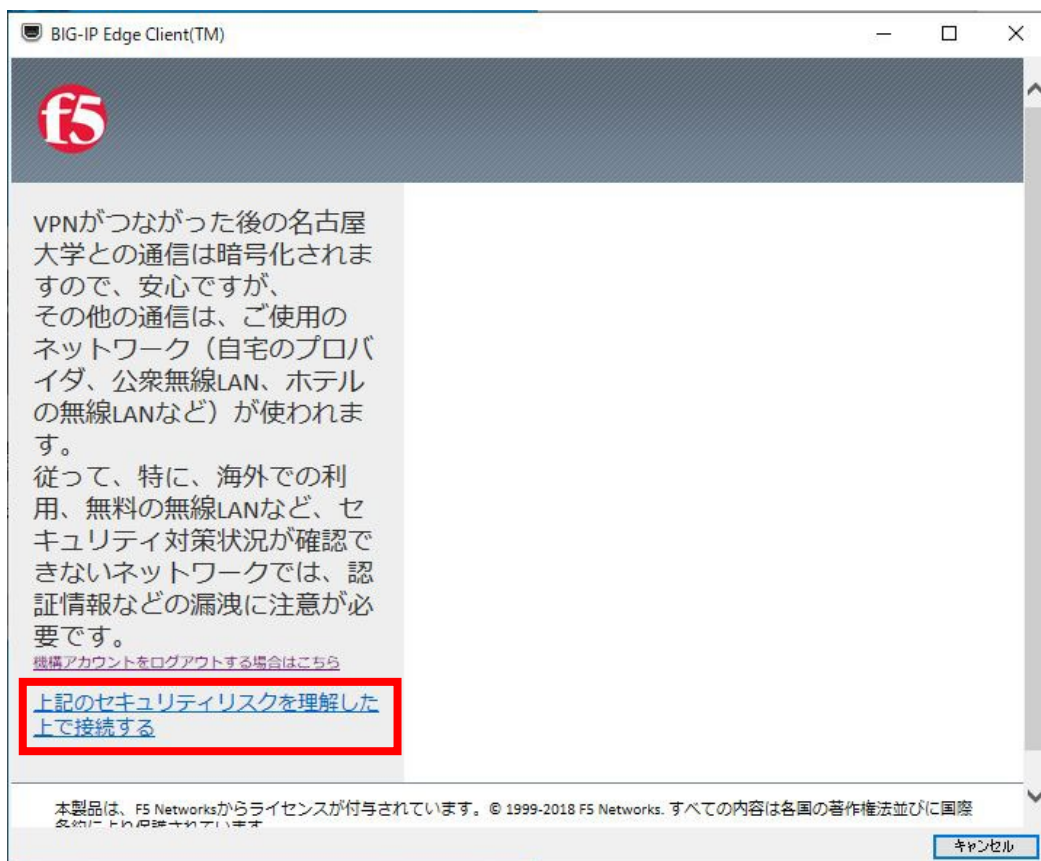 BIG-IP Edge Client(TM)
f5
VPNがつながった後の名古屋
大学との通信は暗号化されま
すので、安心ですが、
その他の通信は、ご使用の
ネットワーク（自宅のプロバ
イダ、公衆無線LAN、ホテル
の無線LANなど）が使われま
す。
従って、特に、海外での利
用、無料の無線LANなど、セ
キュリティ対策状況が確認で
きないネットワークでは、認
証情報などの漏洩に注意が必
要です。
機構アカウントをログアウトする場合はこちら
上記のセキュリティリスクを理解した
上で接続する
本製品は、F5 Networksからライセンスが付与されています。© 1999-2018 F5 Networks. すべての内容は各国の著作権法並びに国際
条約により保護されています
キャンセル